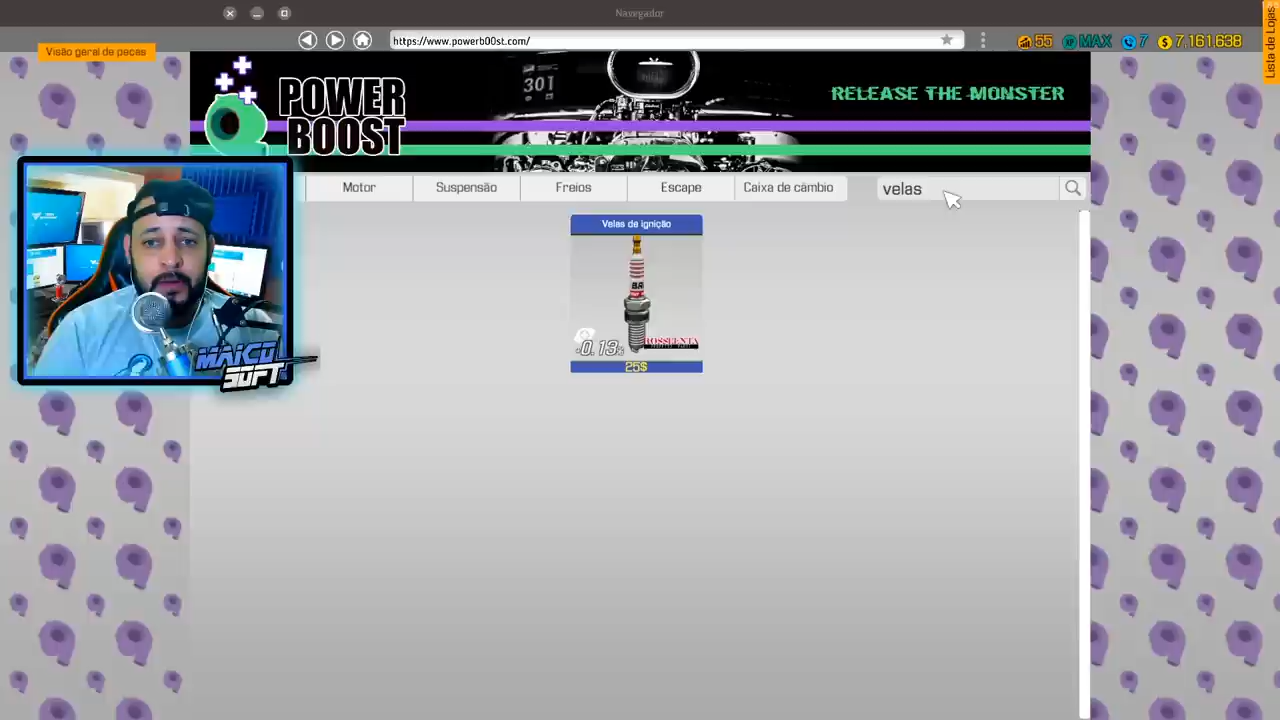 Navegador
https://www.powerb00st.com/
55
XP MAX
7
$ 7,161,638
Lista de Lojas
Visão geral de peças
POWER
BOOST
301
RELEASE THE MONSTER
Motor
Suspensão
Freios
Escape
Caixa de câmbio
velas
Velas de ignição
BR
25$
MAICO
SOFT